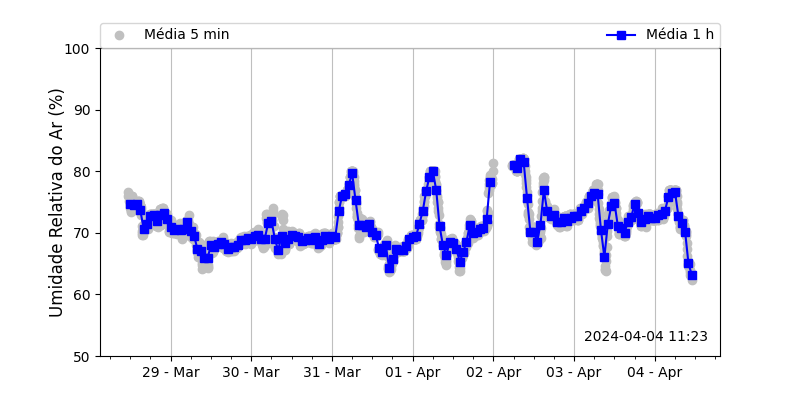 Média 5 min
Média 1 h
Umidade Relativa do Ar (%)
100
90
80
70
60
50
2024-04-04 11:23
29 - Mar
30 - Mar
31 - Mar
01 - Apr
02 - Apr
03 - Apr
04 - Apr